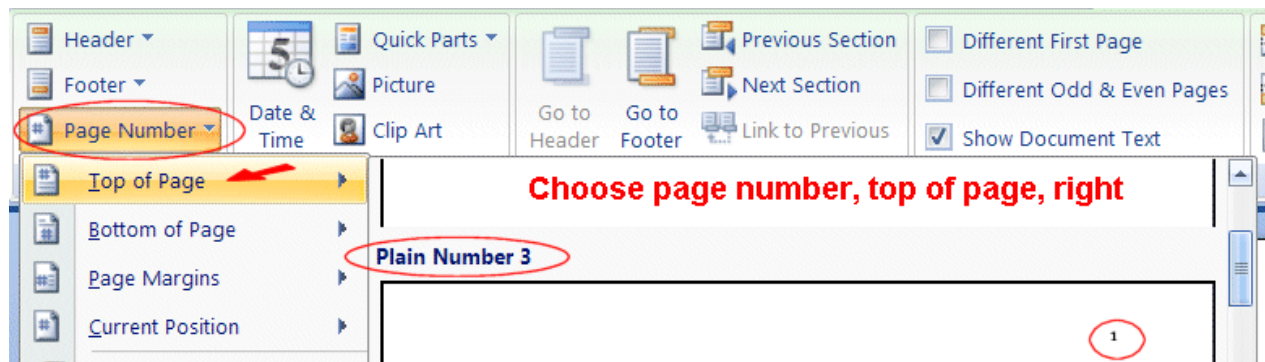 Header
Footer
Page Number
5
Date &
Time
Quick Parts
Picture
Clip Art
Go to
Header
Go to
Footer
Previous Section
Next Section
Link to Previous
Different First Page
Different Odd & Even Pages
Show Document Text
Top of Page
Bottom of Page
Page Margins
Current Position
Choose page number, top of page, right
Plain Number 3
1